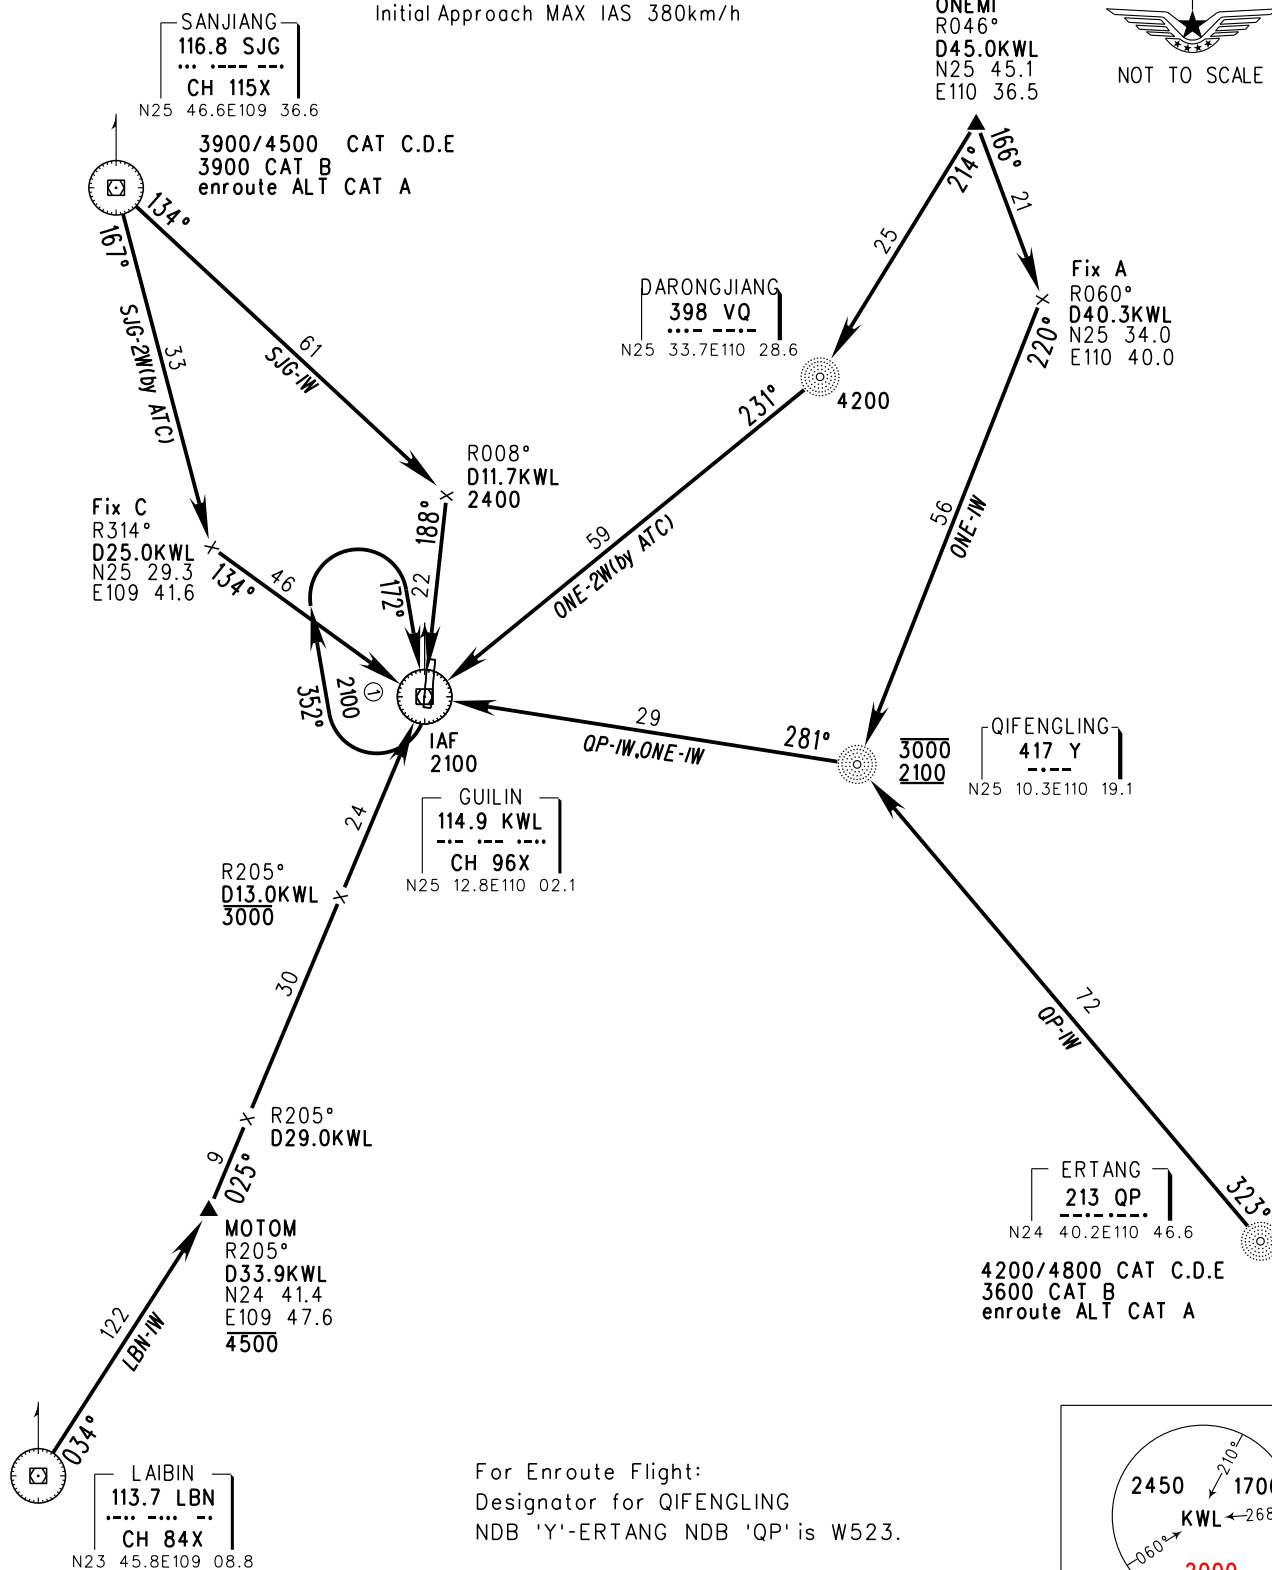 Initial Approach MAX IAS 380km/h
SANJIANG
116.8 SJG
CH 115X
N25 46.6E109 36.6
3900/4500 CAT C.D.E
3900 CAT B
enroute ALT CAT A
ONEMI
R046°
D45.0KWL
N25 45.1
E110 36.5
NOT TO SCALE
134°
167°
214°
166°
21
25
33
SJG-2W(by ATC)
61
SJG-1W
DARONGJIANG
398 VQ
N25 33.7E110 28.6
4200
231°
Fix A
R060°
D40.3KWL
N25 34.0
E110 40.0
220°
R008°
D11.7KWL
2400
188°
22
Fix C
R314°
D25.0KWL
N25 29.3
E109 41.6
134°
46
172°
352°
2100
①
59
ONE-2W(by ATC)
56
ONE-1W
IAF
2100
29
QP-1W,ONE-1W
281°
3000
2100
QIFENGLING
417 Y
N25 10.3E110 19.1
GUILIN
114.9 KWL
CH 96X
N25 12.8E110 02.1
24
R205°
D13.0KWL
3000
30
72
QP-1W
R205°
D29.0KWL
9
025°
MOTOM
R205°
D33.9KWL
N24 41.4
E109 47.6
4500
122
LBN-1W
034°
ERTANG
213 QP
N24 40.2E110 46.6
323°
4200/4800 CAT C.D.E
3600 CAT B
enroute ALT CAT A
LAIBIN
113.7 LBN
CH 84X
N23 45.8E109 08.8
For Enroute Flight:
Designator for QIFENGLING
NDB 'Y'-ERTANG NDB 'QP' is W523.
210°
2450
KWL
060°